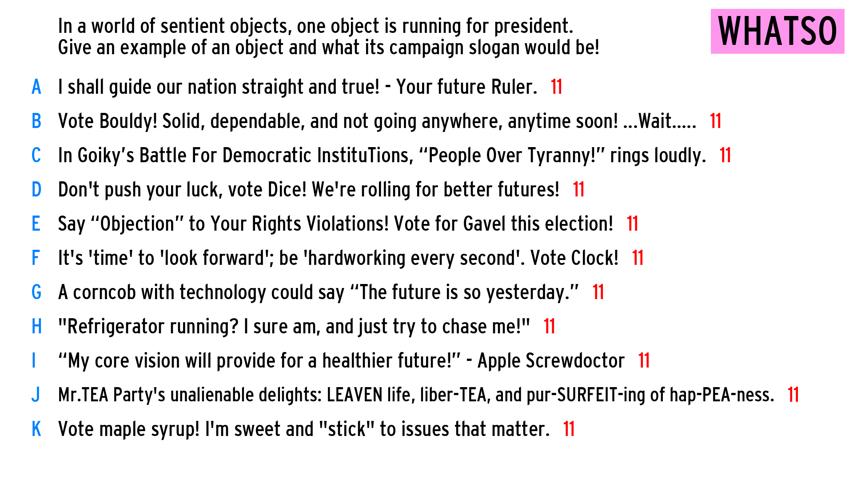 In a world of sentient objects, one object is running for president.
Give an example of an object and what its campaign slogan would be!
WHATSO
A I shall guide our nation straight and true! - Your future Ruler. 11
B Vote Bouldy! Solid, dependable, and not going anywhere, anytime soon! ...Wait..... 11
C In Goiky’s Battle For Democratic InstituTions, “People Over Tyranny!” rings loudly. 11
D Don't push your luck, vote Dice! We're rolling for better futures! 11
E Say “Objection” to Your Rights Violations! Vote for Gavel this election! 11
F It's 'time' to 'look forward'; be 'hardworking every second'. Vote Clock! 11
G A corncob with technology could say “The future is so yesterday.” 11
H "Refrigerator running? I sure am, and just try to chase me!" 11
I “My core vision will provide for a healthier future!” - Apple Screwdoctor 11
J Mr.TEA Party's unalienable delights: LEAVEN life, liber-TEA, and pur-SURFEIT-ing of hap-PEA-ness. 11
K Vote maple syrup! I'm sweet and "stick" to issues that matter. 11